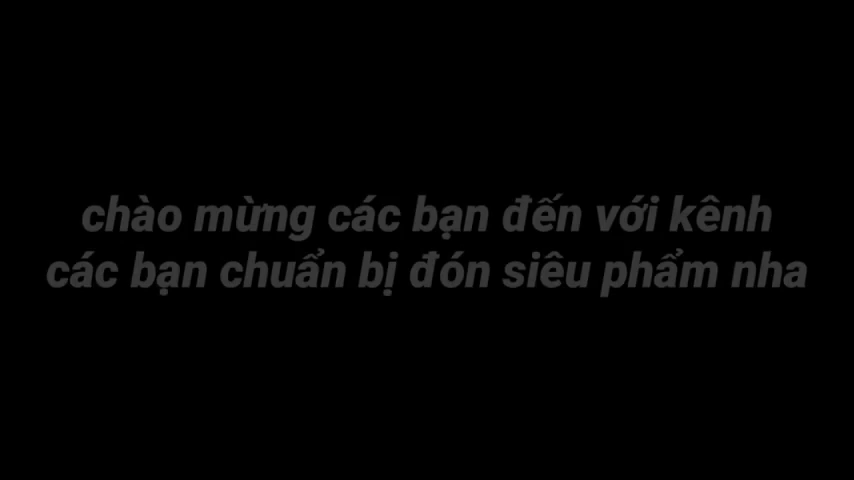 chào mừng các bạn đến với kênh
các bạn chuẩn bị đón siêu phẩm nha